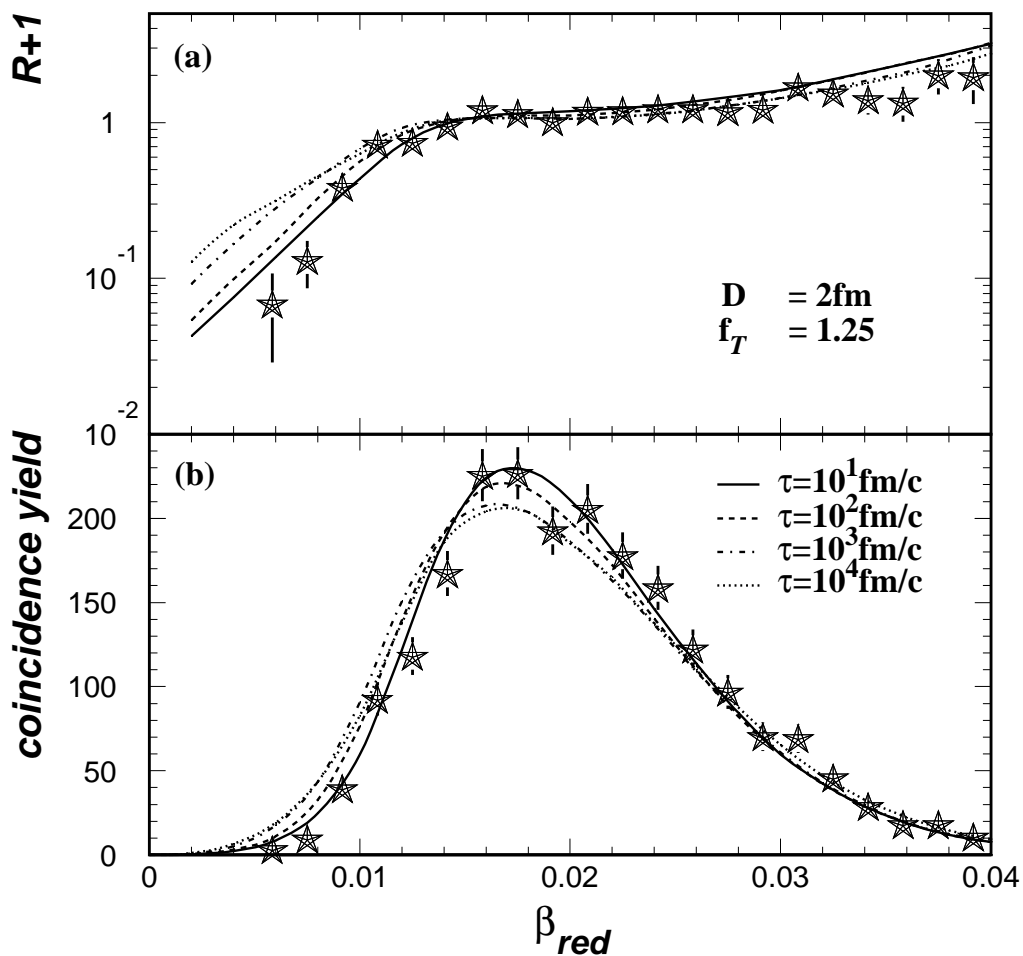 R+1
(a)
1
10^-1
10^-2
D = 2fm
f_T = 1.25
coincidence yield
(b)
200
150
100
50
0
τ=10^1fm/c
τ=10^2fm/c
τ=10^3fm/c
τ=10^4fm/c
0 0.01 0.02 0.03 0.04
β_red